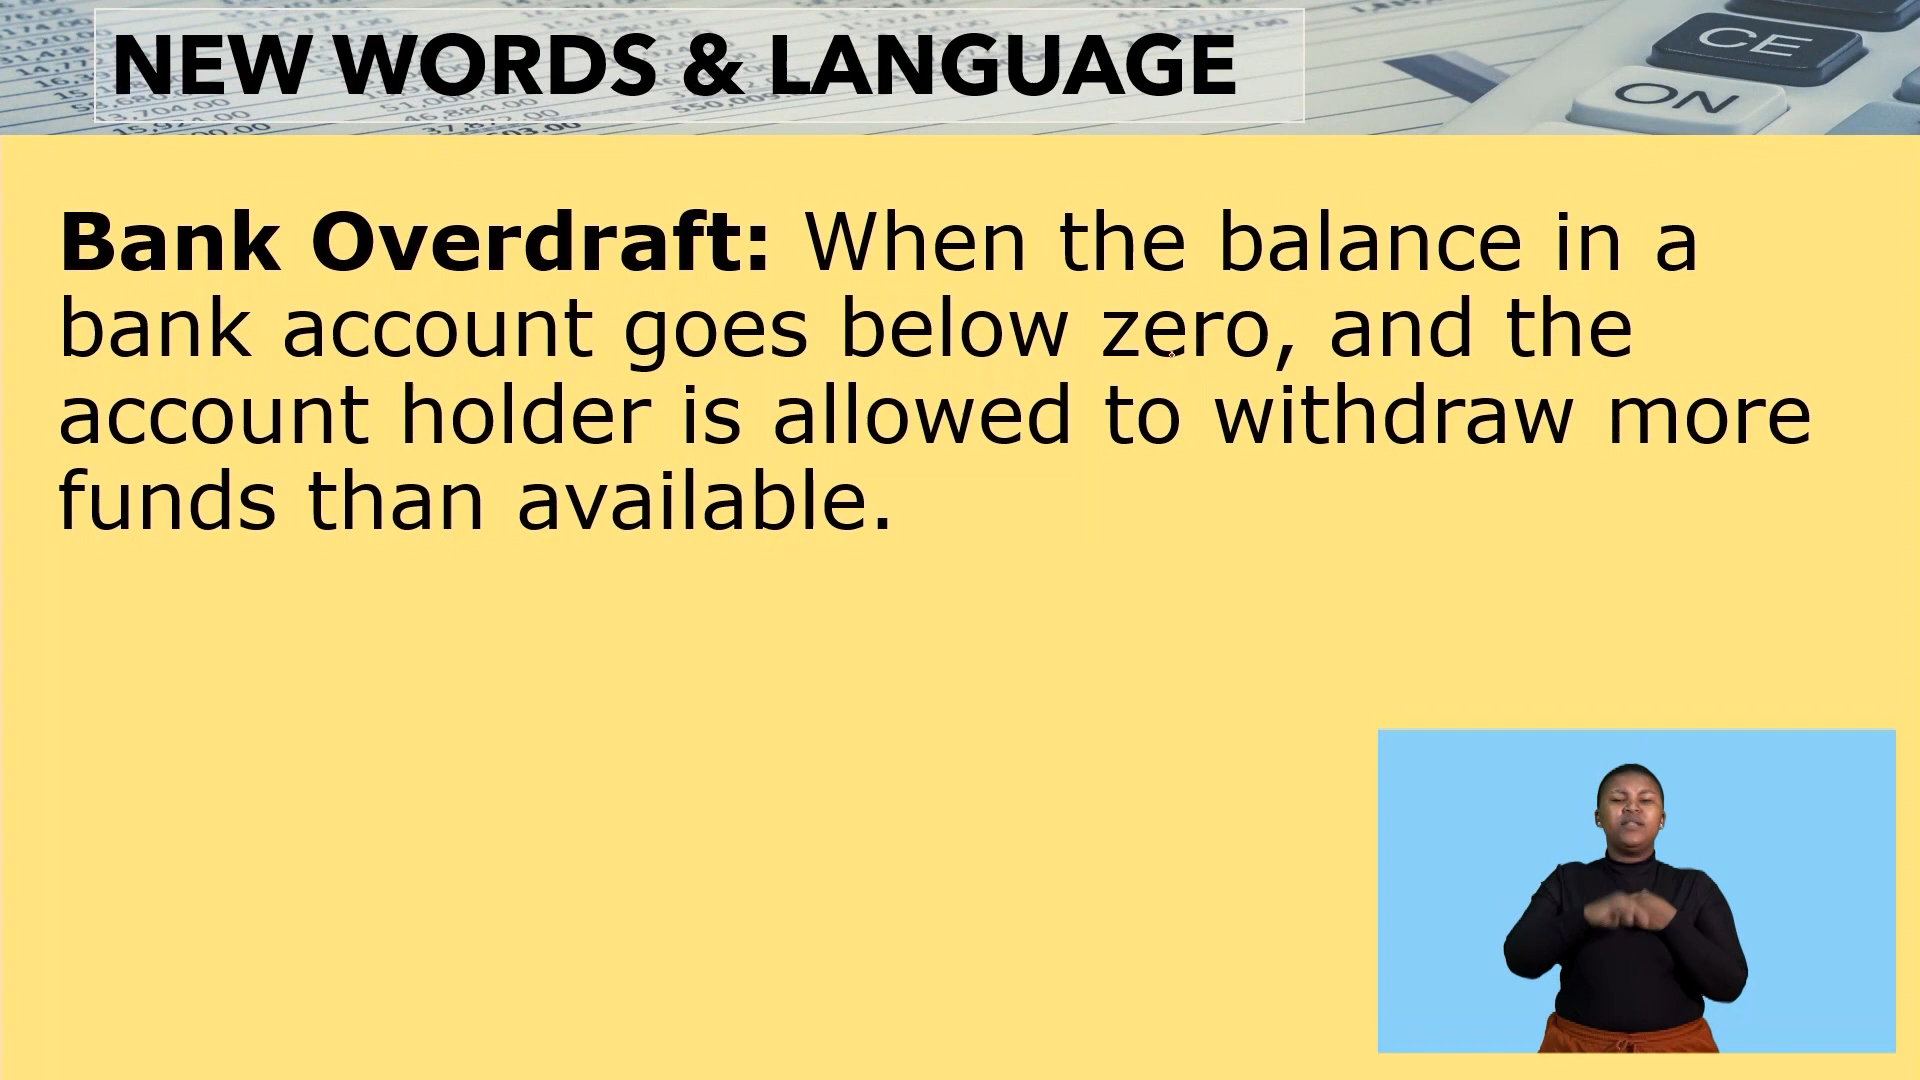 NEW WORDS & LANGUAGE
CE
ON
Bank Overdraft: When the balance in a
bank account goes below zero, and the
account holder is allowed to withdraw more
funds than available.